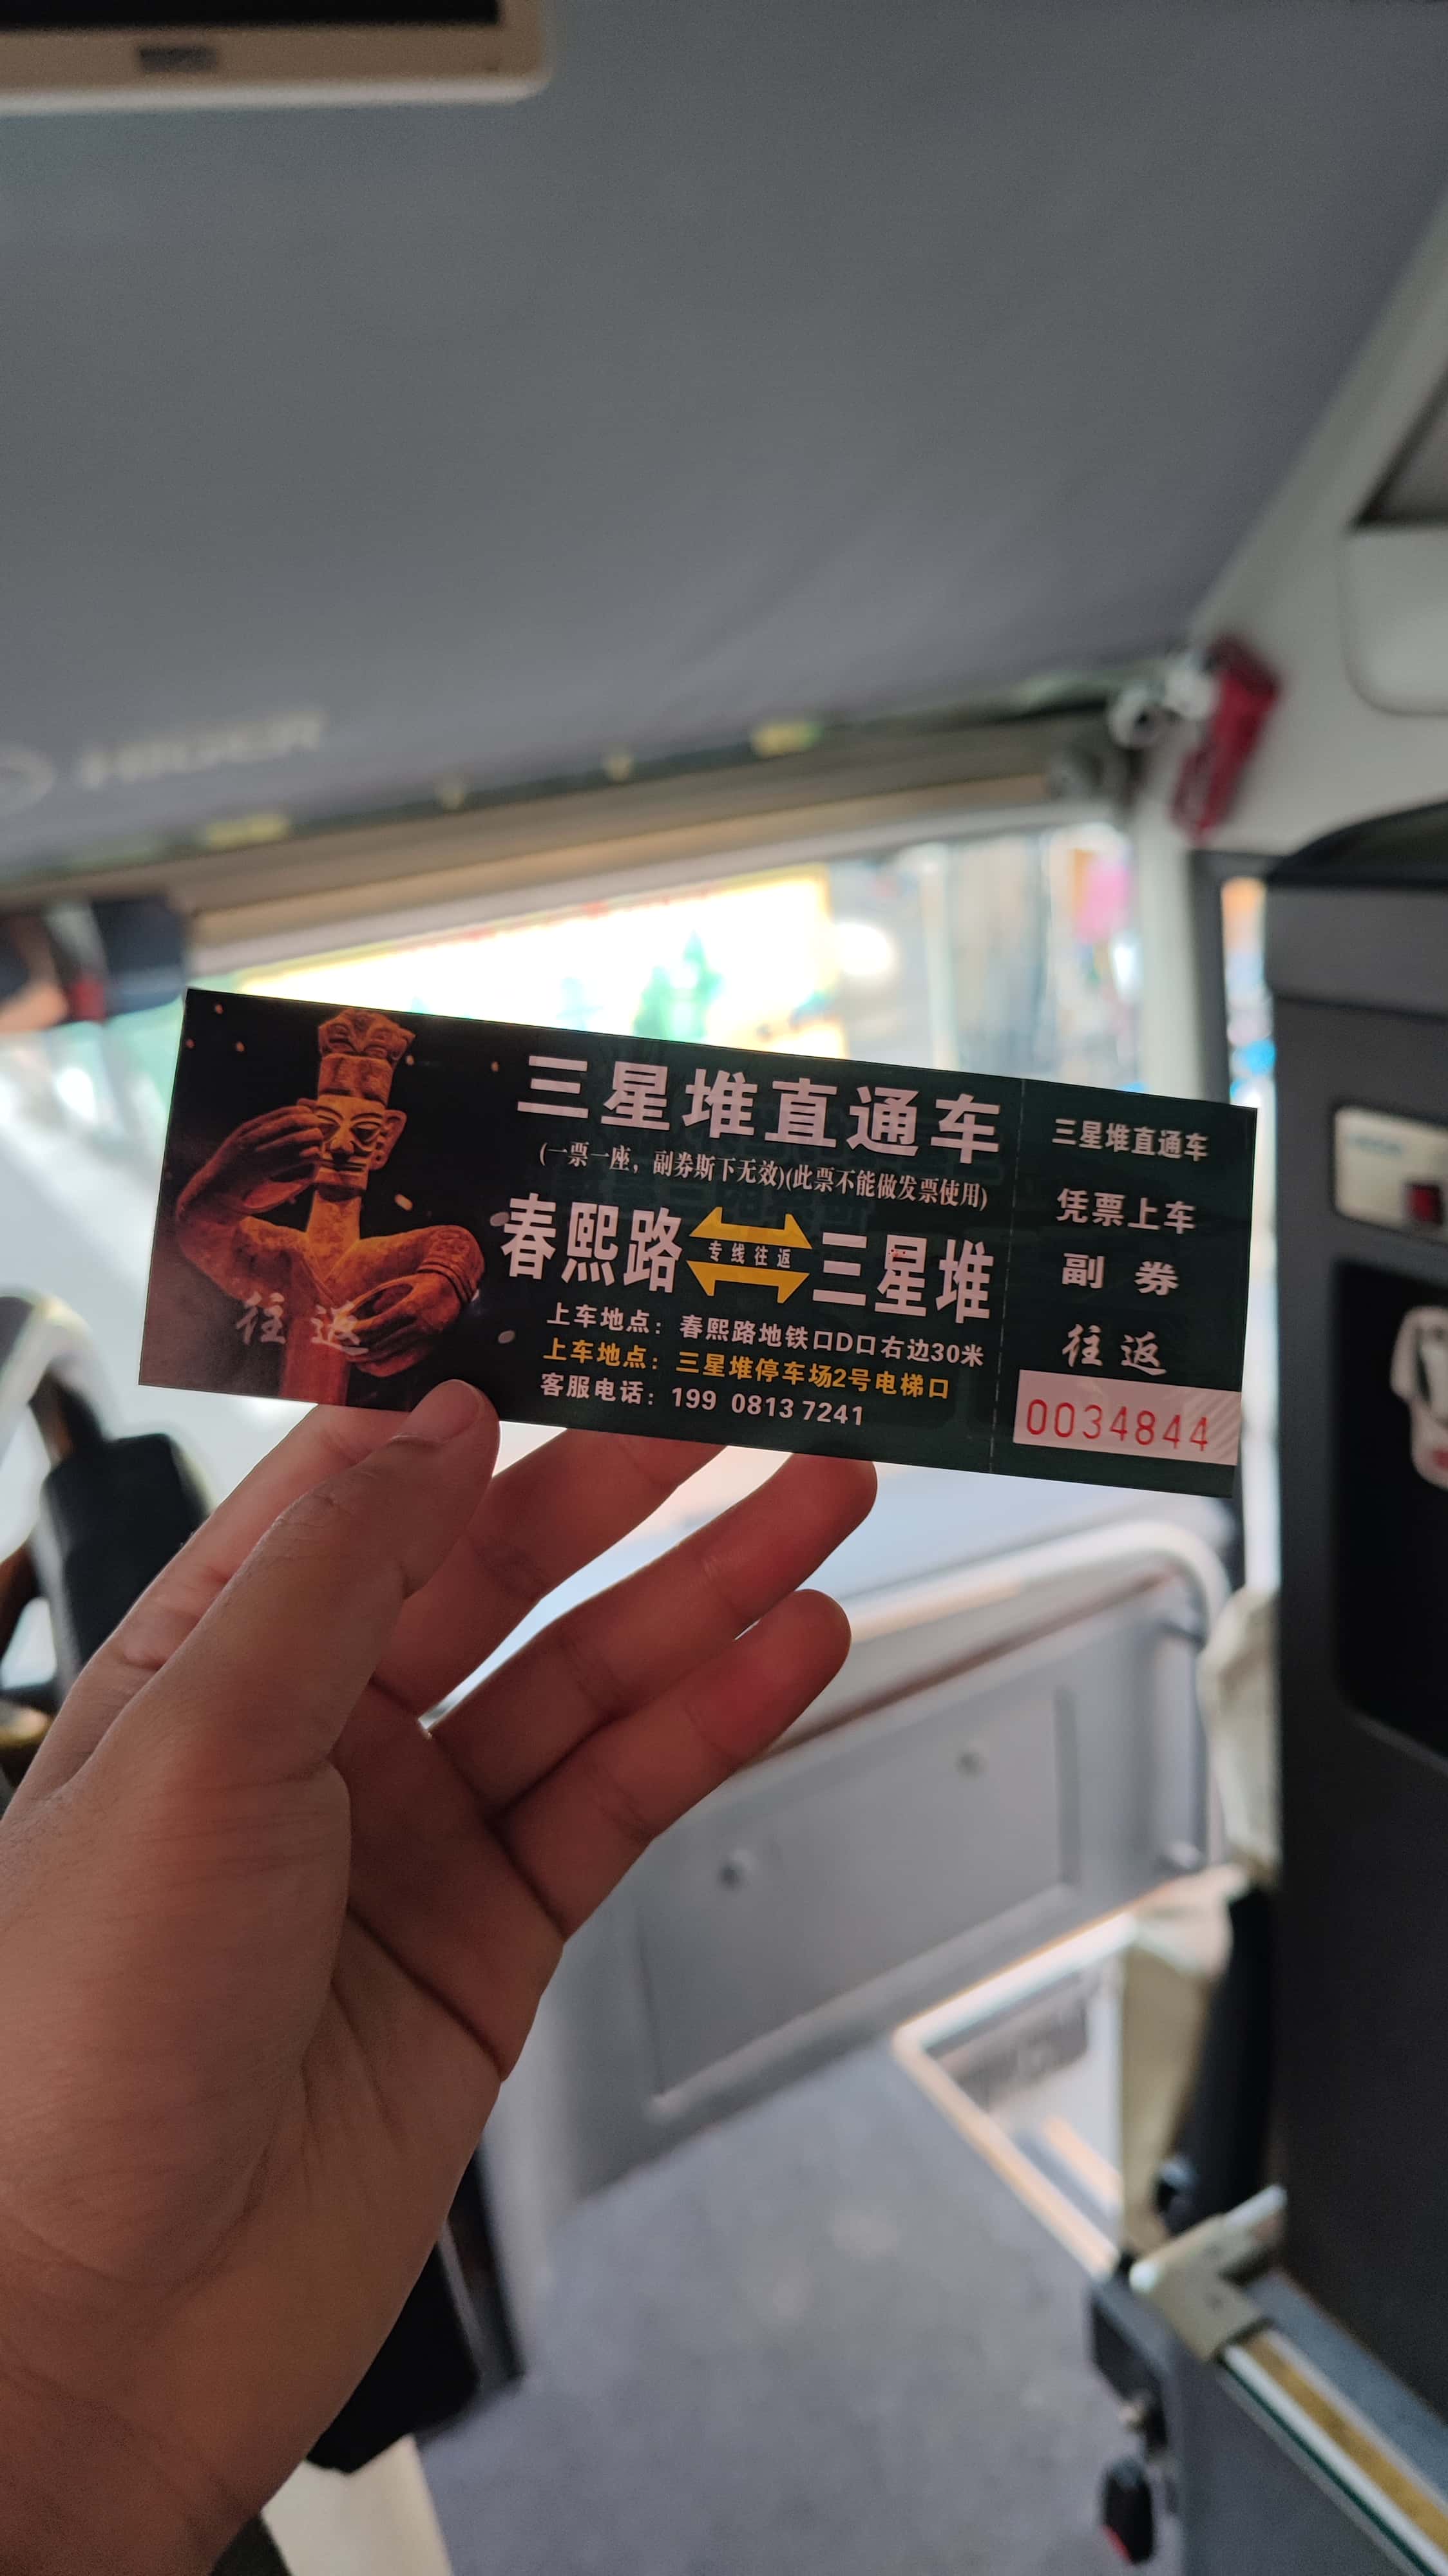 三星堆直通车
(一票一座，副券斯下无效)(此票不能做发票使用)
春熙路 专线往返 三星堆
上车地点：春熙路地铁口D口右边30米
上车地点：三星堆停车场2号电梯口
客服电话：199 0813 7241
往返
三星堆直通车
凭票上车
副 券
往返
0034844
HIGER